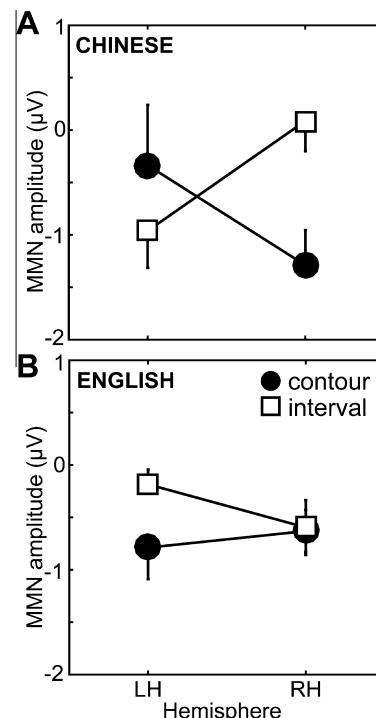 A
CHINESE
MMN amplitude (µV)
1
0
-1
-2
B
ENGLISH
contour
interval
MMN amplitude (µV)
1
0
-1
-2
LH RH
Hemisphere